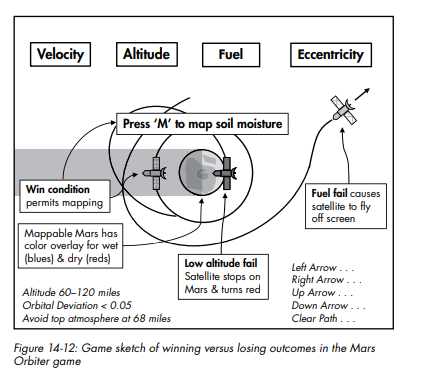 Velocity
Altitude
Fuel
Eccentricity
Press ‘M’ to map soil moisture
Win condition
permits mapping
Mappable Mars has
color overlay for wet
(blues) & dry (reds)
Low altitude fail
Satellite stops on
Mars & turns red
Fuel fail causes
satellite to fly
off screen
Altitude 60–120 miles
Orbital Deviation < 0.05
Avoid top atmosphere at 68 miles
Left Arrow . . .
Right Arrow . . .
Up Arrow . . .
Down Arrow . . .
Clear Path . . .
Figure 14-12: Game sketch of winning versus losing outcomes in the Mars
Orbiter game